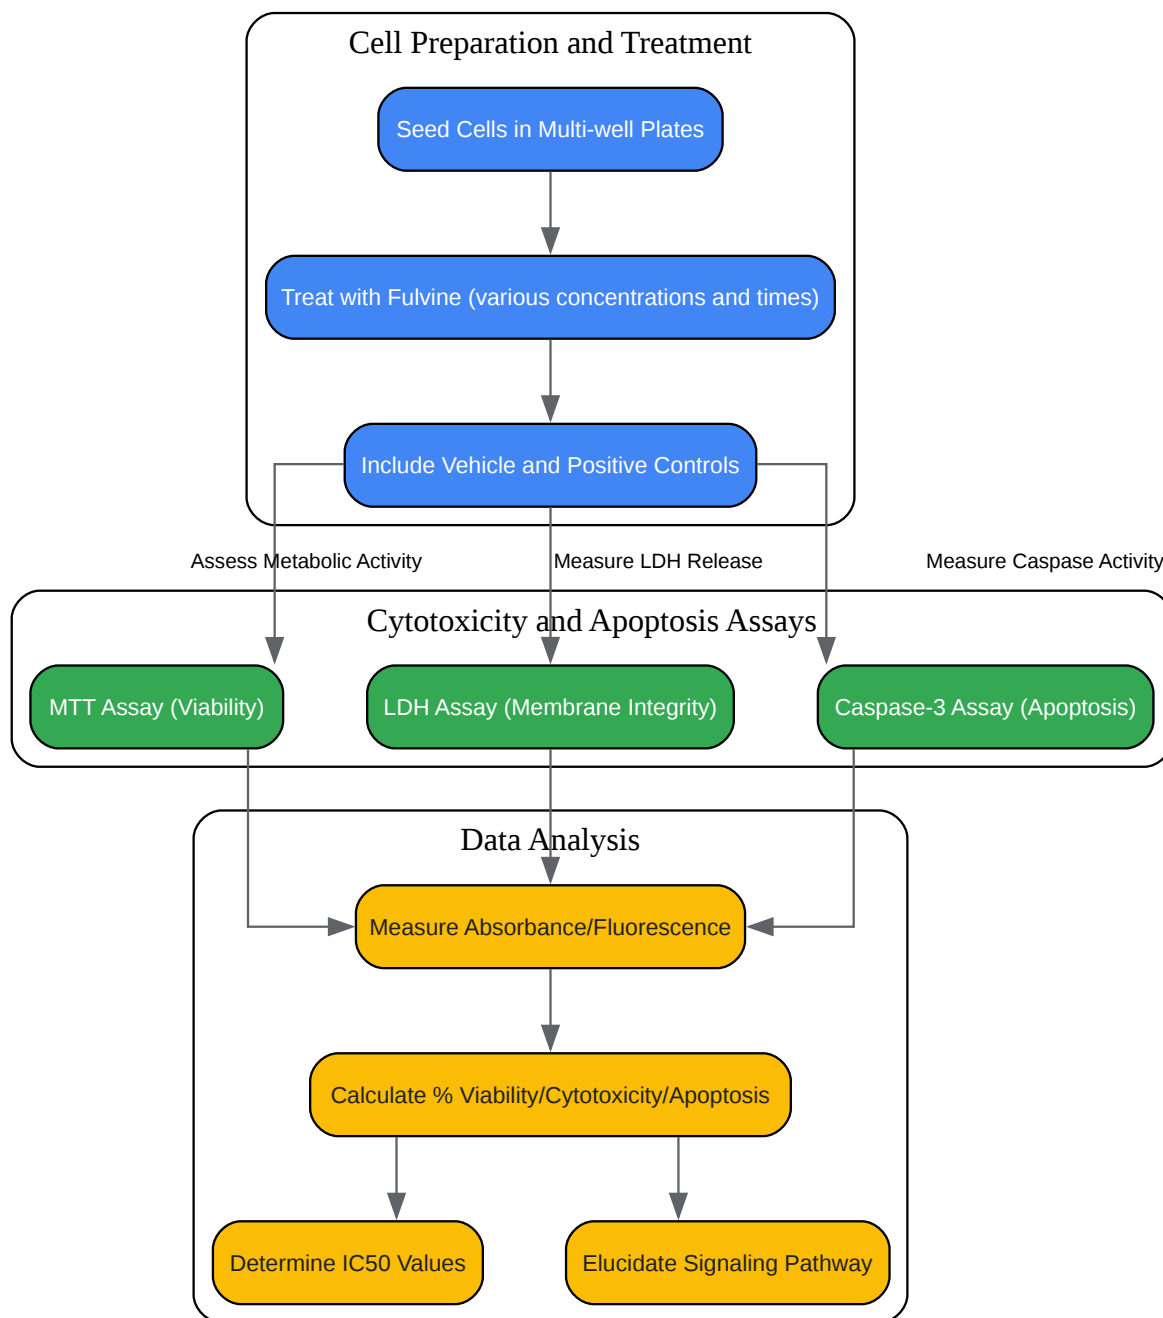 Cell Preparation and Treatment
Seed Cells in Multi-well Plates
Treat with Fulvine (various concentrations and times)
Include Vehicle and Positive Controls
Assess Metabolic Activity
Measure LDH Release
Measure Caspase Activity
Cytotoxicity and Apoptosis Assays
MTT Assay (Viability)
LDH Assay (Membrane Integrity)
Caspase-3 Assay (Apoptosis)
Data Analysis
Measure Absorbance/Fluorescence
Calculate % Viability/Cytotoxicity/Apoptosis
Determine IC50 Values
Elucidate Signaling Pathway